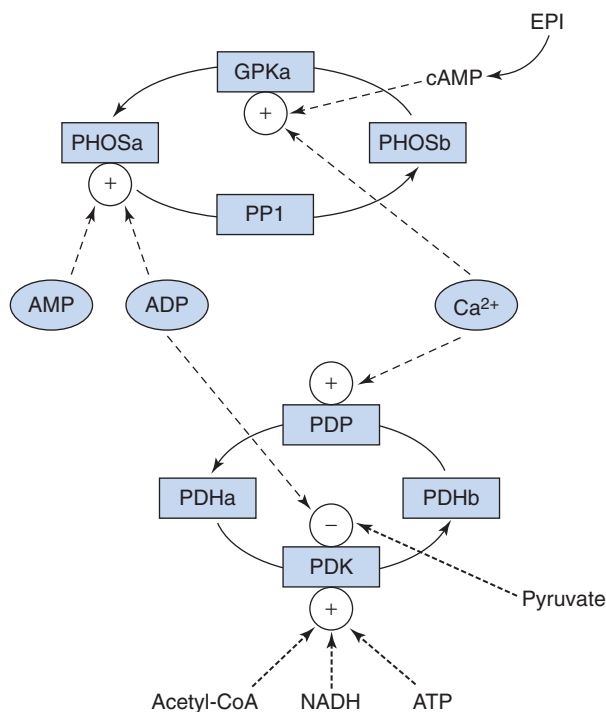 EPI
GPKa
cAMP
+
PHOSa
PHOSb
+
PP1
AMP
ADP
Ca²⁺
+
PDP
PDHa
PDHb
−
PDK
Pyruvate
+
Acetyl-CoA
NADH
ATP